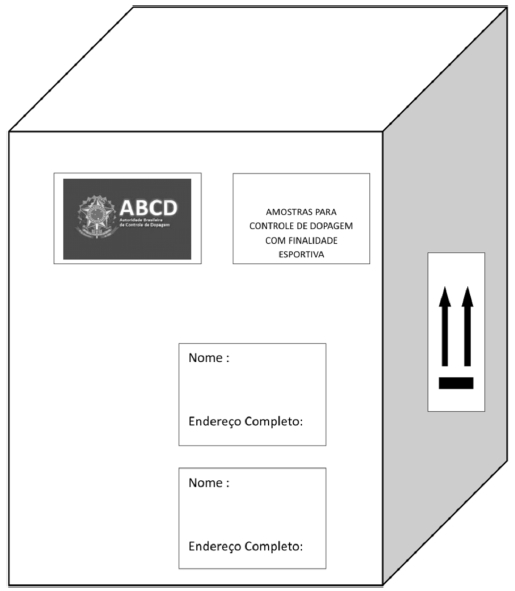 ABCD
Autoridade Brasileira
de Controle de Dopagem
AMOSTRAS PARA
CONTROLE DE DOPAGEM
COM FINALIDADE
ESPORTIVA
Nome :
Endereço Completo:
Nome :
Endereço Completo: